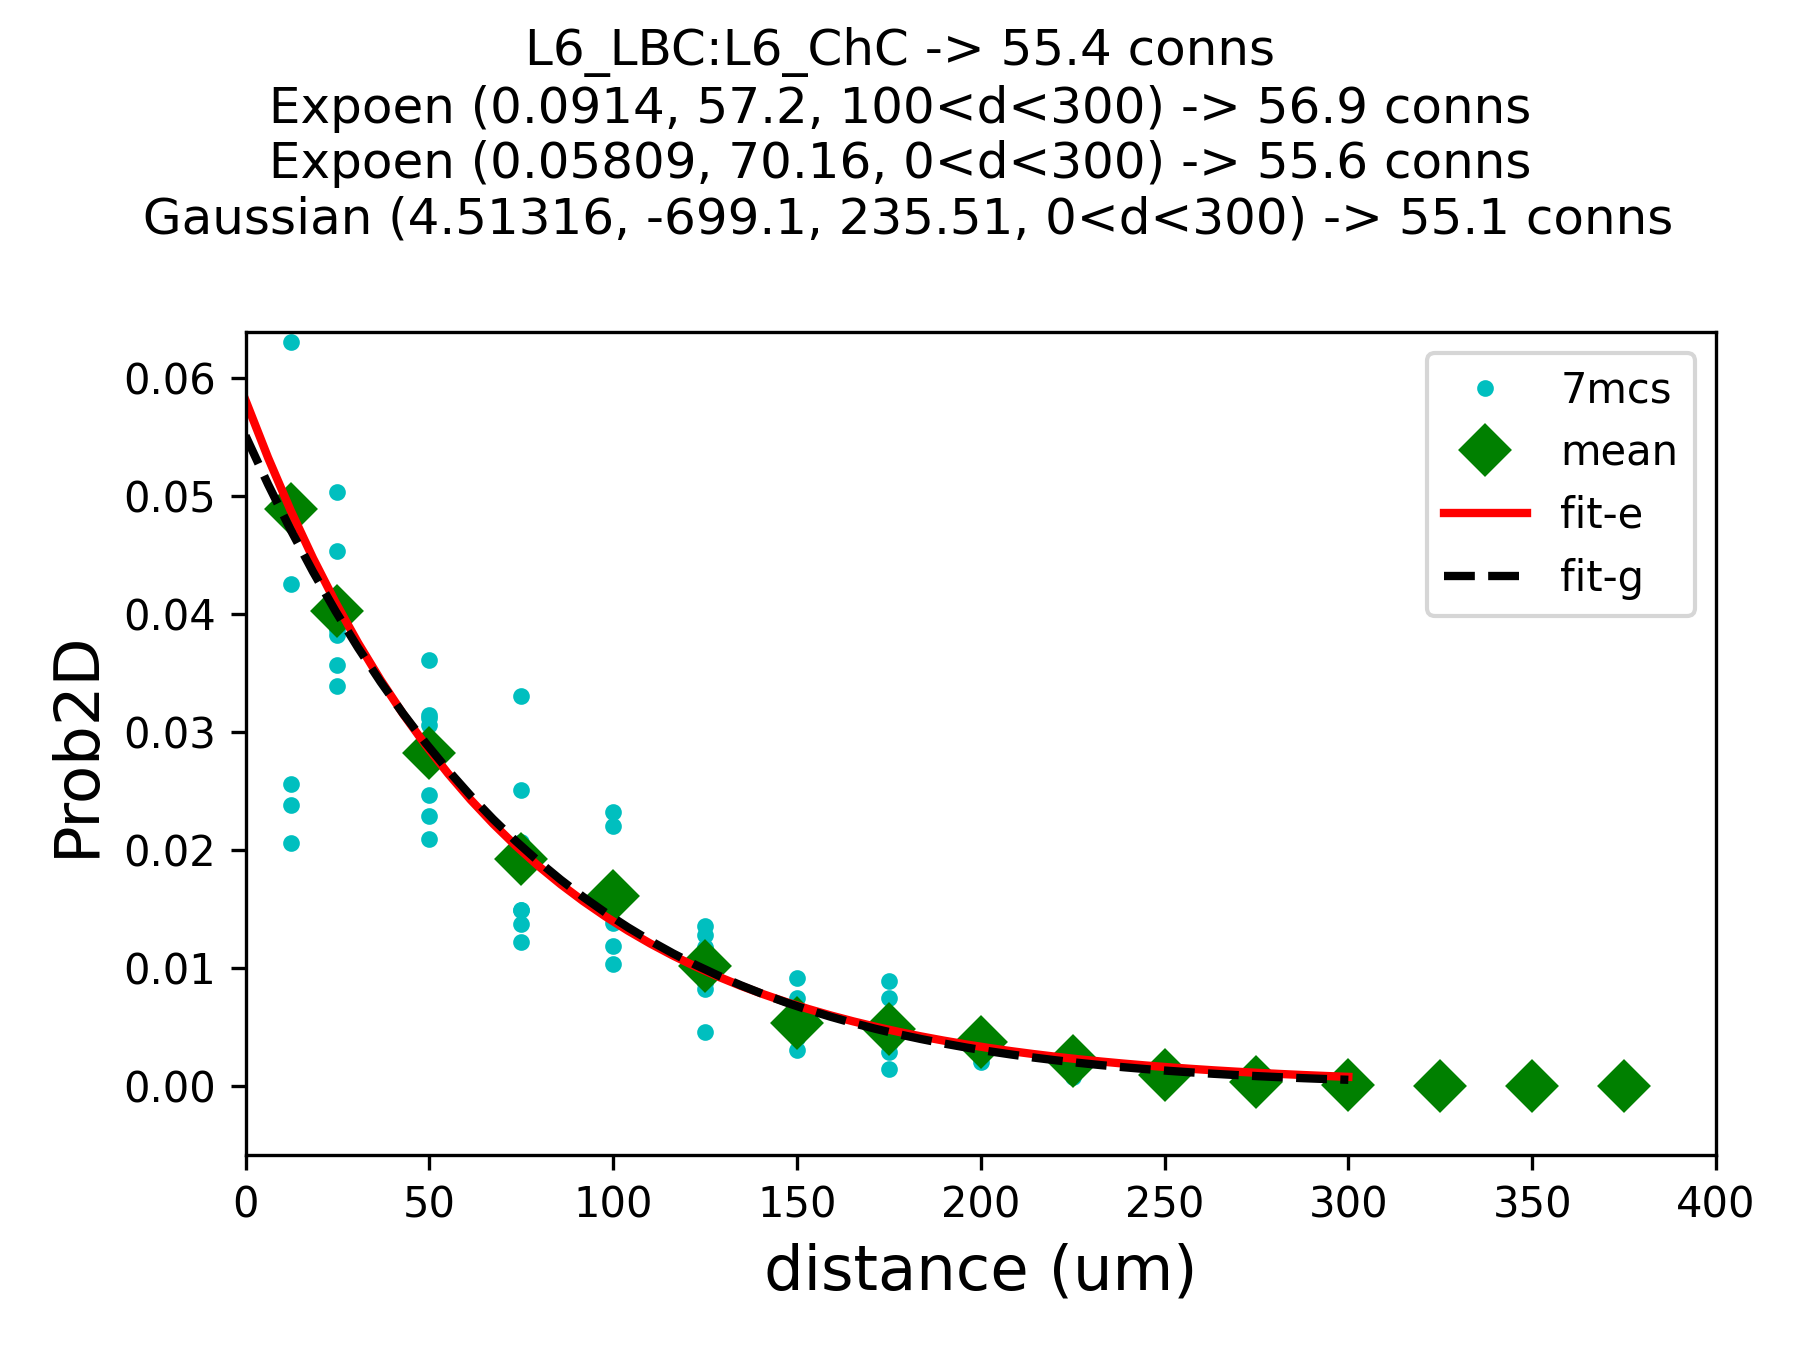 L6_LBC:L6_ChC -> 55.4 conns
Expoen (0.0914, 57.2, 100<d<300) -> 56.9 conns
Expoen (0.05809, 70.16, 0<d<300) -> 55.6 conns
Gaussian (4.51316, -699.1, 235.51, 0<d<300) -> 55.1 conns
7mcs
mean
fit-e
fit-g
Prob2D
0.06
0.05
0.04
0.03
0.02
0.01
0.00
0 50 100 150 200 250 300 350 400
distance (um)